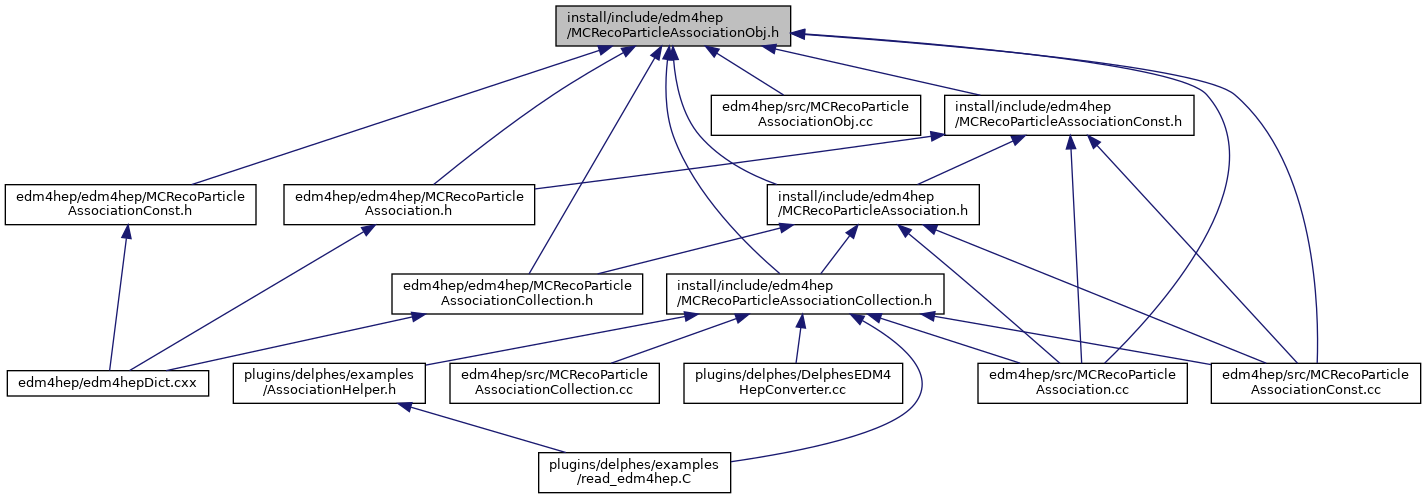 install/include/edm4hep
/MCRecoParticleAssociationObj.h
edm4hep/src/MCRecoParticle
AssociationObj.cc
install/include/edm4hep
/MCRecoParticleAssociationConst.h
edm4hep/edm4hep/MCRecoParticle
AssociationConst.h
edm4hep/edm4hep/MCRecoParticle
Association.h
install/include/edm4hep
/MCRecoParticleAssociation.h
edm4hep/edm4hep/MCRecoParticle
AssociationCollection.h
install/include/edm4hep
/MCRecoParticleAssociationCollection.h
edm4hep/edm4hepDict.cxx
plugins/delphes/examples
/AssociationHelper.h
edm4hep/src/MCRecoParticle
AssociationCollection.cc
plugins/delphes/DelphesEDM4
HepConverter.cc
edm4hep/src/MCRecoParticle
Association.cc
edm4hep/src/MCRecoParticle
AssociationConst.cc
plugins/delphes/examples
/read_edm4hep.C